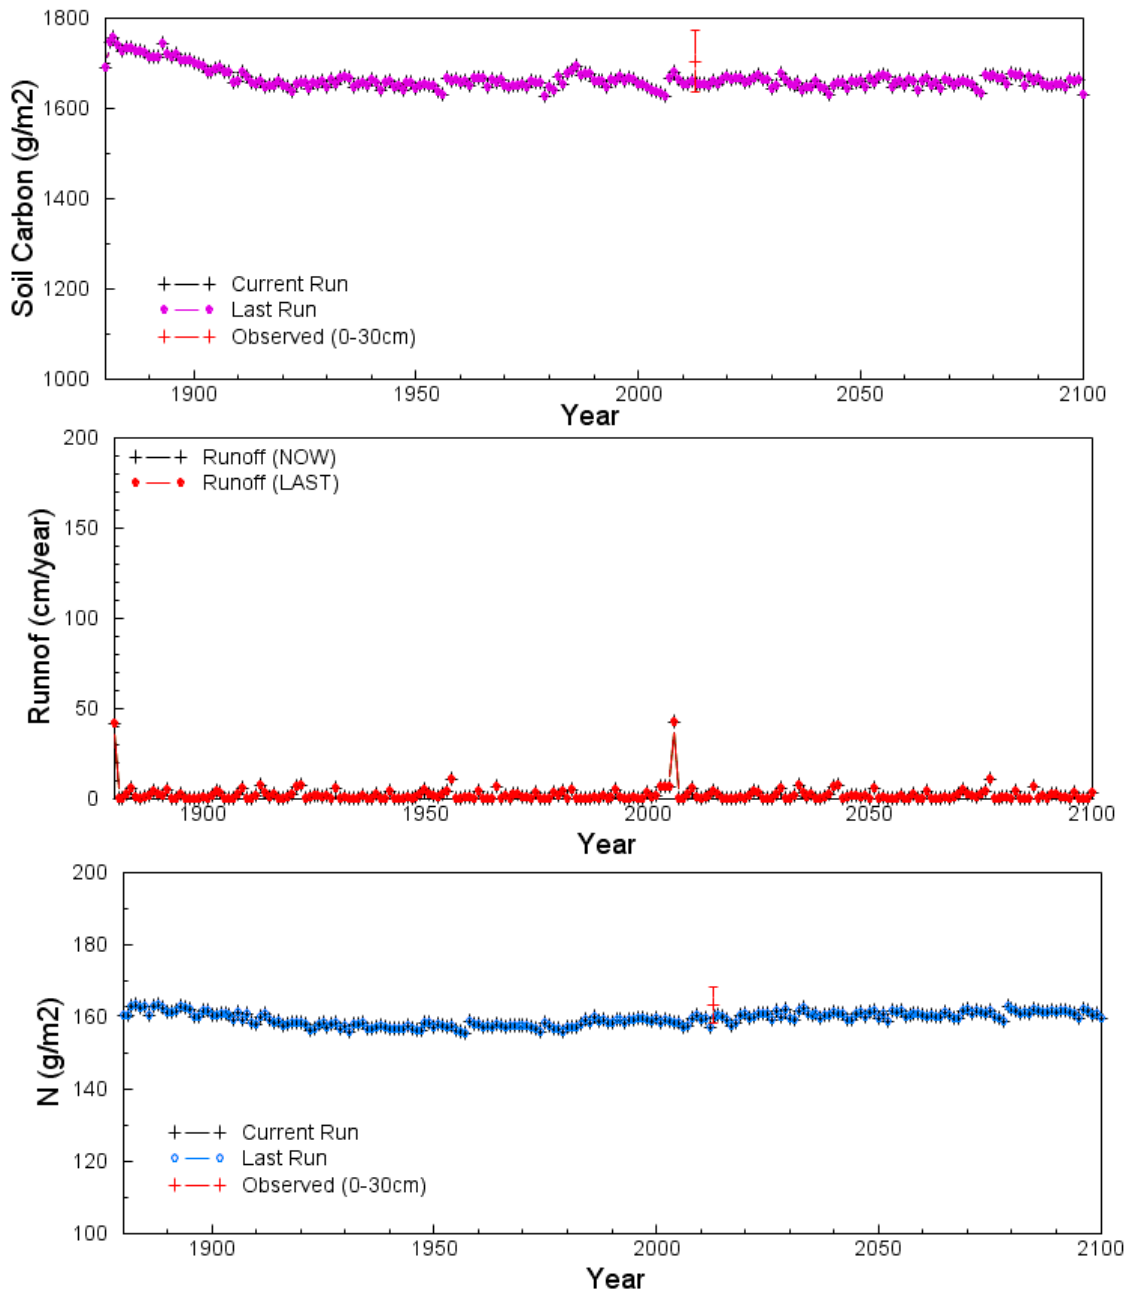 1800
1600
1400
1200
1000
Soil Carbon (g/m2)
Current Run
Last Run
Observed (0-30cm)
1900 1950 2000 2050 2100
Year
200
150
100
50
0
Runnof (cm/year)
Runoff (NOW)
Runoff (LAST)
1900 1950 2000 2050 2100
Year
200
180
160
140
120
100
N (g/m2)
Current Run
Last Run
Observed (0-30cm)
1900 1950 2000 2050 2100
Year